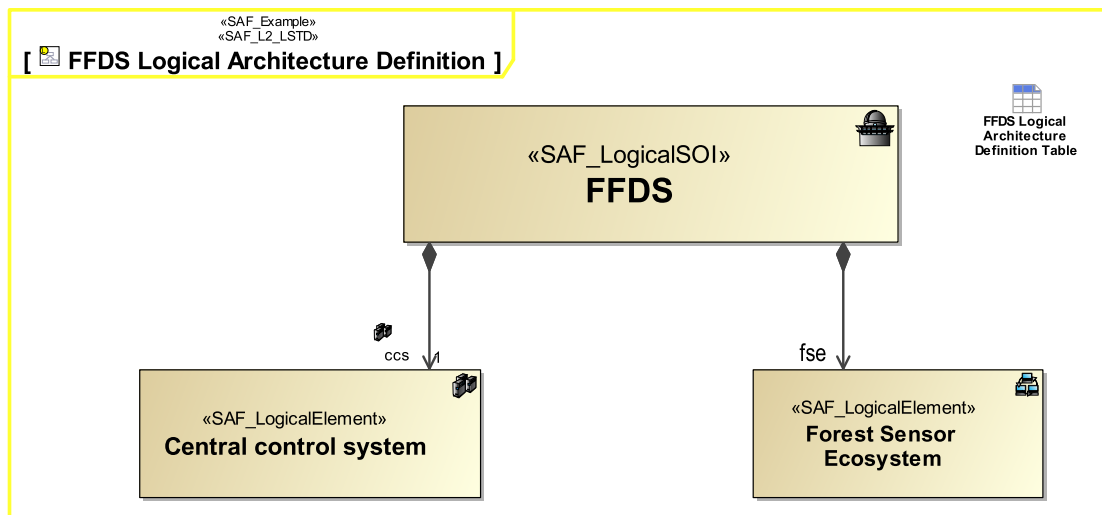 «SAF_Example»
«SAF_L2_LSTD»
[ FFDS Logical Architecture Definition ]
FFDS Logical
Architecture
Definition Table
«SAF_LogicalSOI»
FFDS
ccs
1
fse
«SAF_LogicalElement»
Central control system
«SAF_LogicalElement»
Forest Sensor
Ecosystem